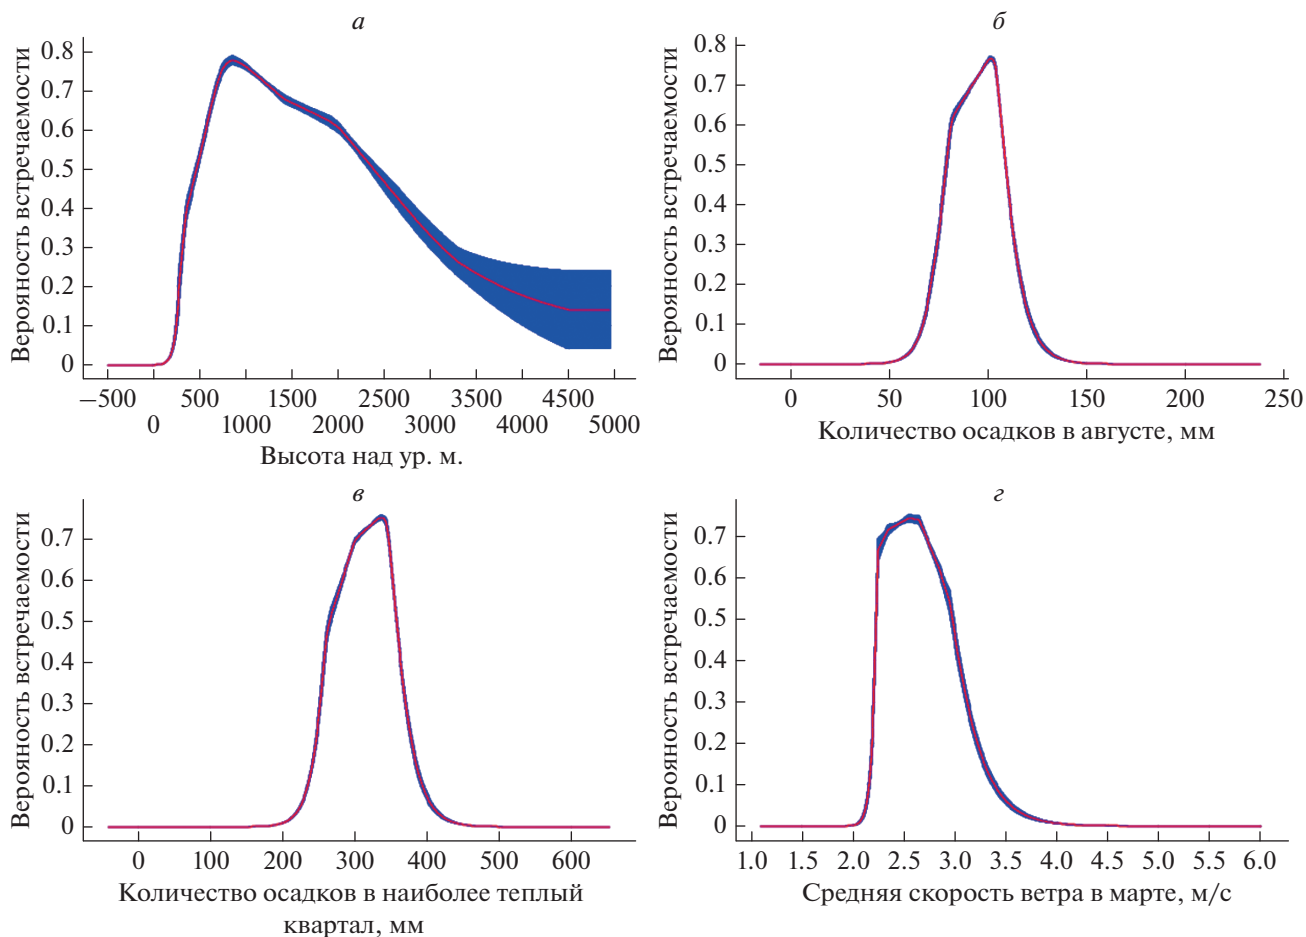 а
Верояность встречаемости
0.8
0.7
0.6
0.5
0.4
0.3
0.2
0.1
0
−500 500 1500 2500 3500 4500
0 1000 2000 3000 4000 5000
Высота над ур. м.
б
Верояность встречаемости
0.8
0.7
0.6
0.5
0.4
0.3
0.2
0.1
0
0 50 100 150 200 250
Количество осадков в августе, мм
в
Верояность встречаемости
0.7
0.6
0.5
0.4
0.3
0.2
0.1
0
0 100 200 300 400 500 600
Количество осадков в наиболее теплый
квартал, мм
г
Верояность встречаемости
0.7
0.6
0.5
0.4
0.3
0.2
0.1
0
1.0 1.5 2.0 2.5 3.0 3.5 4.0 4.5 5.0 5.5 6.0
Средняя скорость ветра в марте, м/с